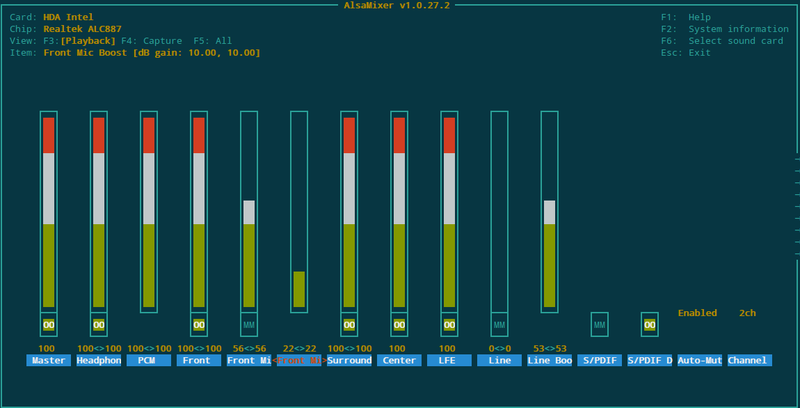 AlsaMixer v1.0.27.2
Card: HDA Intel
Chip: Realtek ALC887
View: F3:[Playback] F4: Capture F5: All
Item: Front Mic Boost [dB gain: 10.00, 10.00]
F1: Help
F2: System information
F6: Select sound card
Esc: Exit
OO OO OO MM OO OO OO MM MM OO
Enabled 2ch
100 100<>100 100<>100 100<>100 56<>56 22<>22 100<>100 100 100 0<>0 53<>53
Master Headphon PCM Front Front Mi <Front Mi> Surround Center LFE Line Line Boo S/PDIF S/PDIF D Auto-Mut Channel